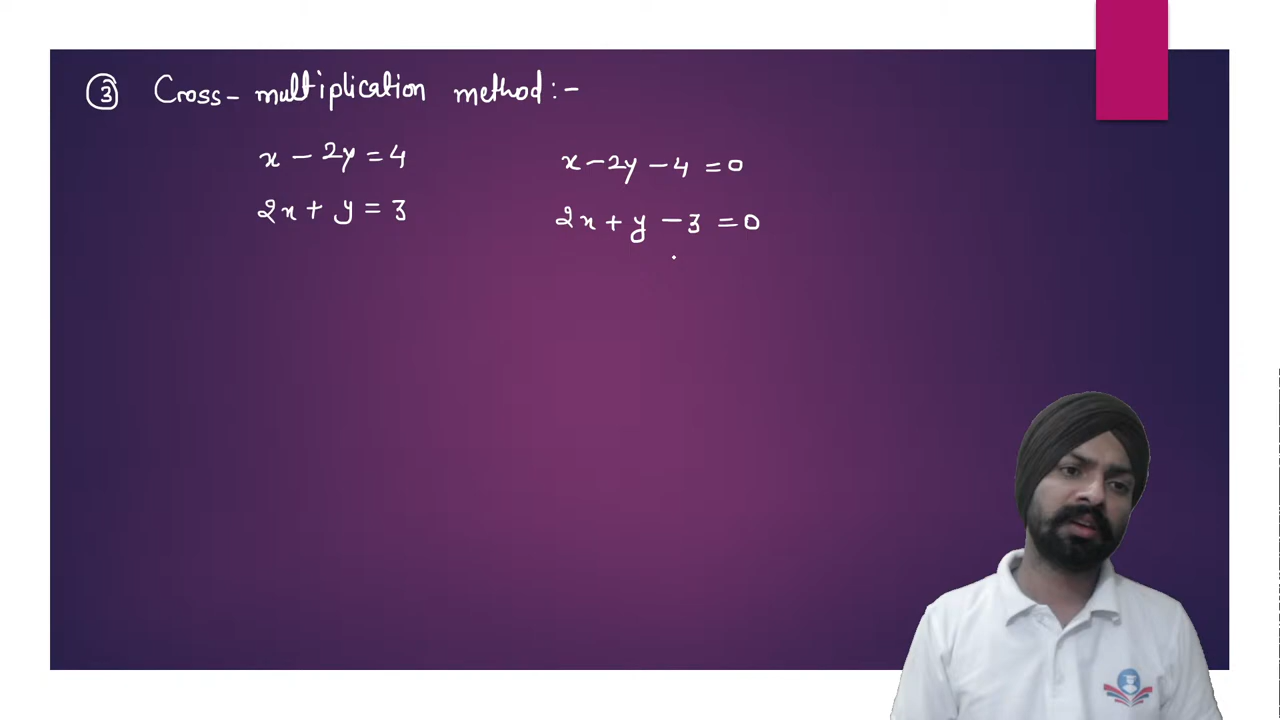 ③ Cross-multiplication method:-
x - 2y = 4
2x + y = 3
x - 2y - 4 = 0
2x + y - 3 = 0